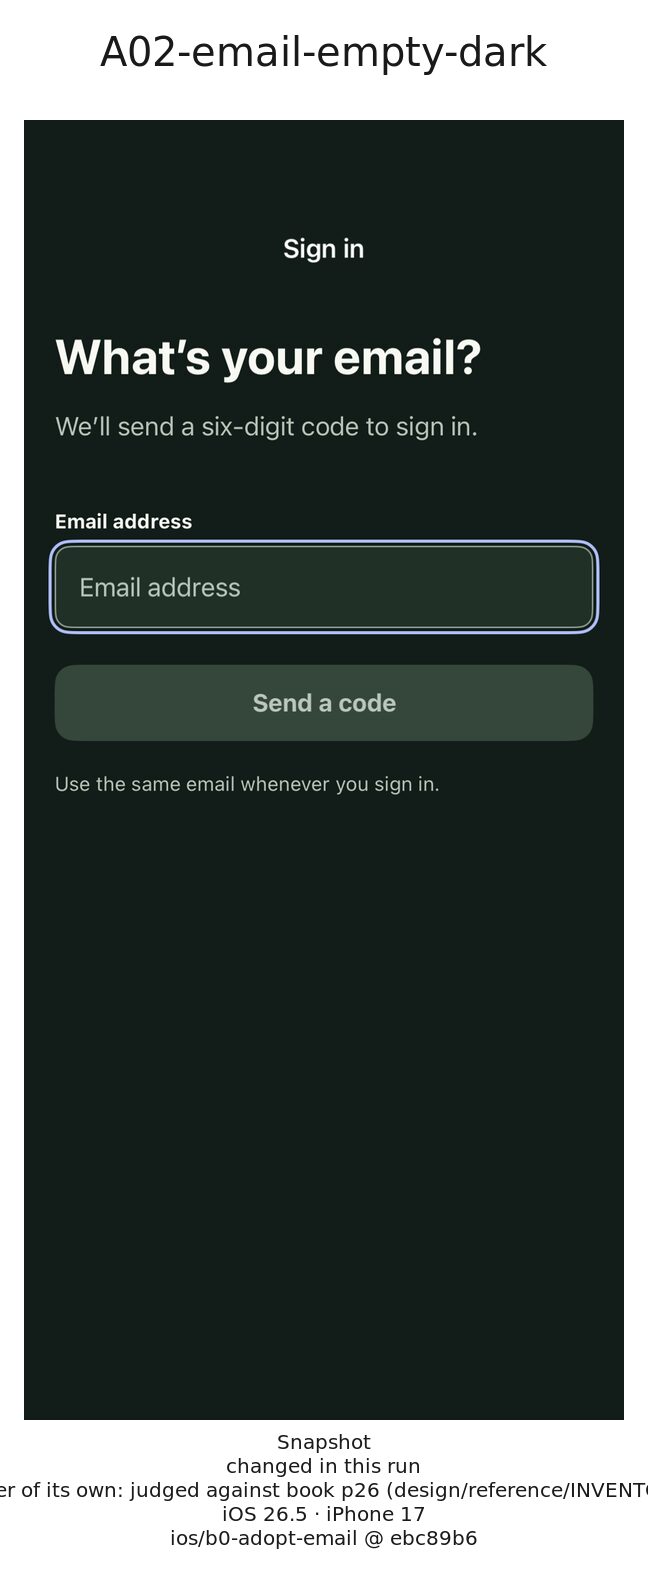 A02-email-empty-dark
Sign in
What’s your email?
We’ll send a six-digit code to sign in.
Email address
Email address
Send a code
Use the same email whenever you sign in.
Snapshot
changed in this run
of its own: judged against book p26 (design/reference/
iOS 26.5 · iPhone 17
ios/b0-adopt-email @ ebc89b6